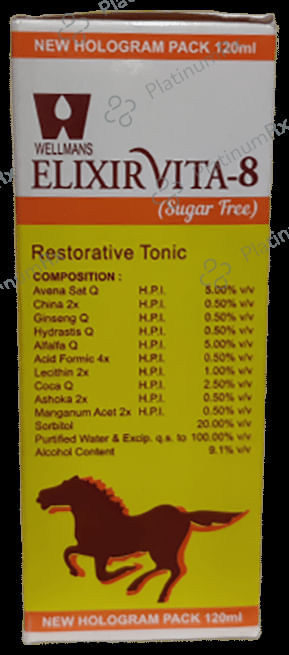 NEW HOLOGRAM PACK 120ml
WELLMANS
ELIXIR VITA-8
(Sugar Free)
Restorative Tonic
COMPOSITION :
Avena Sat Q H.P.I. 5.00% v/v
China 2x H.P.I. 0.50% v/v
Ginseng Q H.P.I. 0.50% v/v
Hydrastis Q H.P.I. 0.50% v/v
Alfalfa Q H.P.I. 5.00% v/v
Acid Formic 4x H.P.I. 0.50% v/v
Lecithin 2x H.P.I. 1.00% v/v
Coca Q H.P.I. 2.50% v/v
Ashoka 2x H.P.I. 0.50% v/v
Manganum Acet 2x H.P.I. 0.50% v/v
Sorbitol 20.00% v/v
Purtified Water & Excip. q.s. to 100.00% v/v
Alcohol Content 9.1% v/v
NEW HOLOGRAM PACK 120ml
PlatinumRx